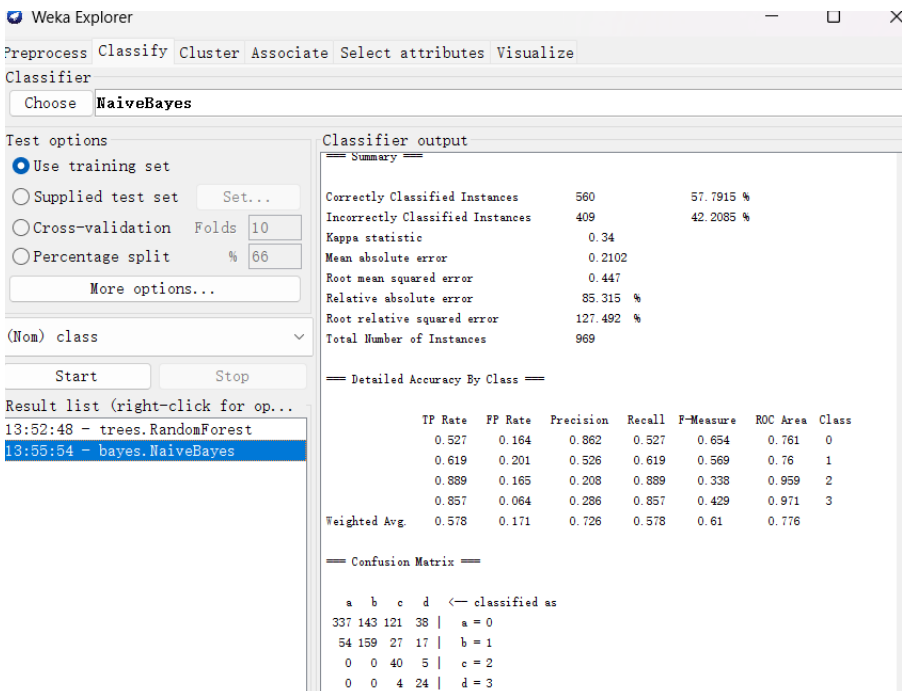 Weka Explorer
Preprocess Classify Cluster Associate Select attributes Visualize
Classifier
Choose NaiveBayes
Test options
Use training set
Supplied test set Set...
Cross-validation Folds 10
Percentage split % 66
More options...
(Nom) class
Start Stop
Result list (right-click for op...
13:52:48 - trees.RandomForest
13:55:54 - bayes.NaiveBayes
Classifier output
=== Summary ===
Correctly Classified Instances 560 57.7915 %
Incorrectly Classified Instances 409 42.2085 %
Kappa statistic 0.34
Mean absolute error 0.2102
Root mean squared error 0.447
Relative absolute error 85.315 %
Root relative squared error 127.492 %
Total Number of Instances 969
=== Detailed Accuracy By Class ===
TP Rate FP Rate Precision Recall F-Measure ROC Area Class
0.527 0.164 0.862 0.527 0.654 0.761 0
0.619 0.201 0.526 0.619 0.569 0.76 1
0.889 0.165 0.208 0.889 0.338 0.959 2
0.857 0.064 0.286 0.857 0.429 0.971 3
Weighted Avg. 0.578 0.171 0.726 0.578 0.61 0.776
=== Confusion Matrix ===
a b c d <-- classified as
337 143 121 38 | a = 0
54 159 27 17 | b = 1
0 0 40 5 | c = 2
0 0 4 24 | d = 3